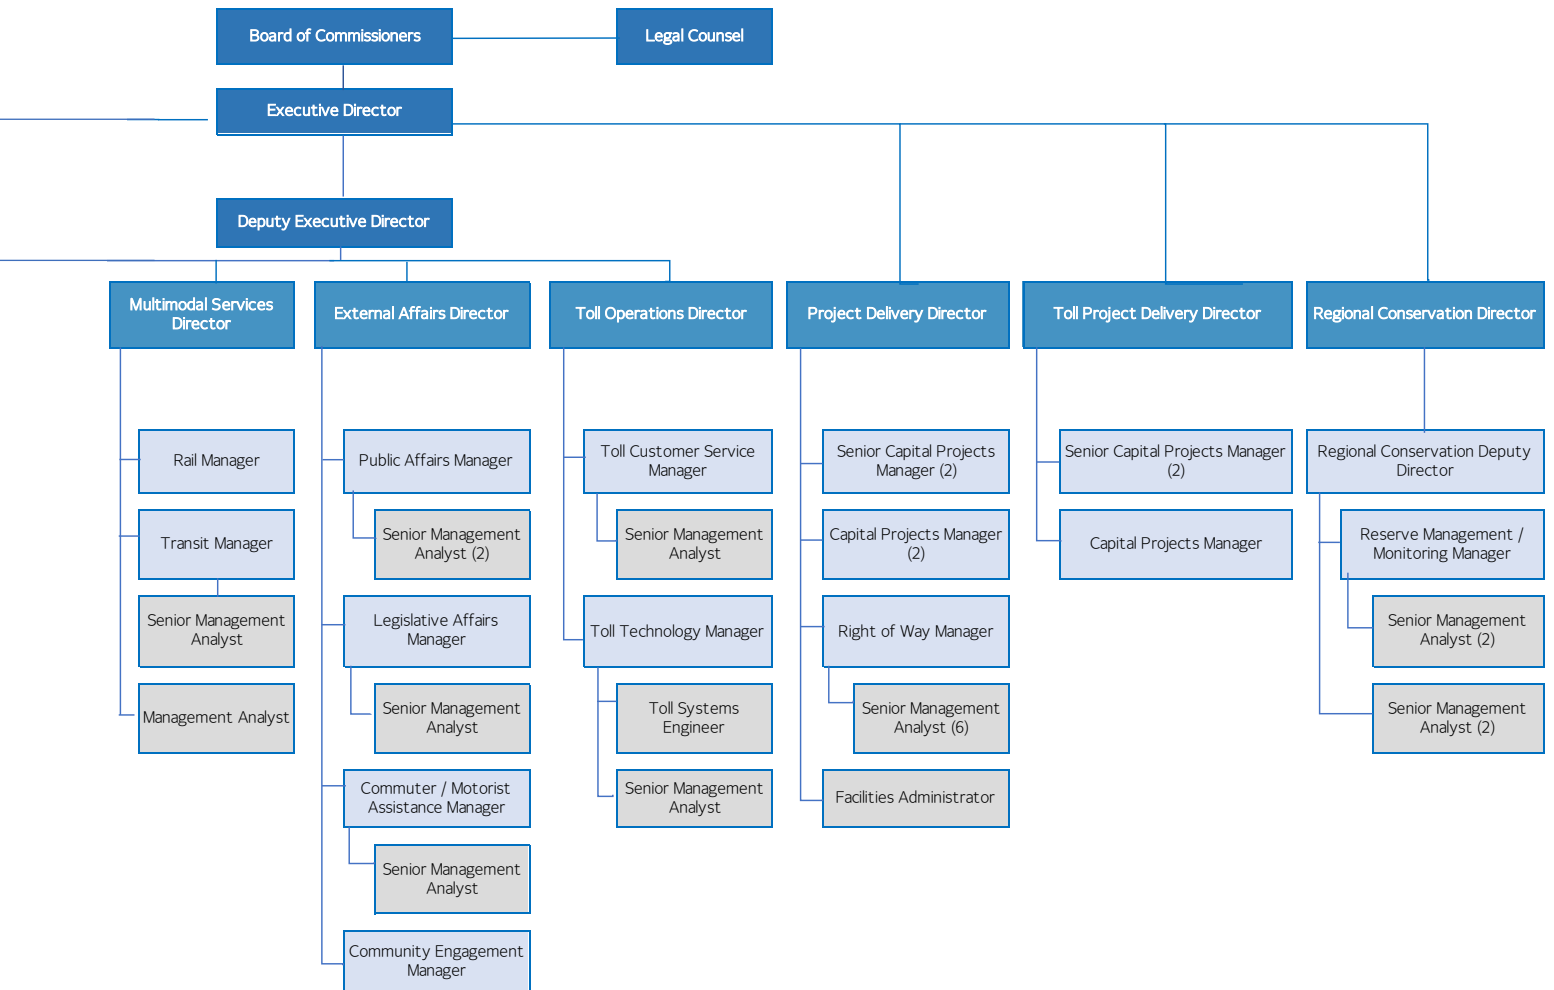 Board of Commissioners
Legal Counsel
Executive Director
Deputy Executive Director
Multimodal Services
Director
External Affairs Director
Toll Operations Director
Project Delivery Director
Toll Project Delivery Director
Regional Conservation Director
Rail Manager
Transit Manager
Senior Management
Analyst
Management Analyst
Public Affairs Manager
Senior Management
Analyst (2)
Legislative Affairs
Manager
Senior Management
Analyst
Commuter / Motorist
Assistance Manager
Senior Management
Analyst
Community Engagement
Manager
Toll Customer Service
Manager
Senior Management
Analyst
Toll Technology Manager
Toll Systems
Engineer
Senior Management
Analyst
Senior Capital Projects
Manager (2)
Capital Projects Manager
(2)
Right of Way Manager
Senior Management
Analyst (6)
Facilities Administrator
Senior Capital Projects Manager
(2)
Capital Projects Manager
Regional Conservation Deputy
Director
Reserve Management /
Monitoring Manager
Senior Management
Analyst (2)
Senior Management
Analyst (2)